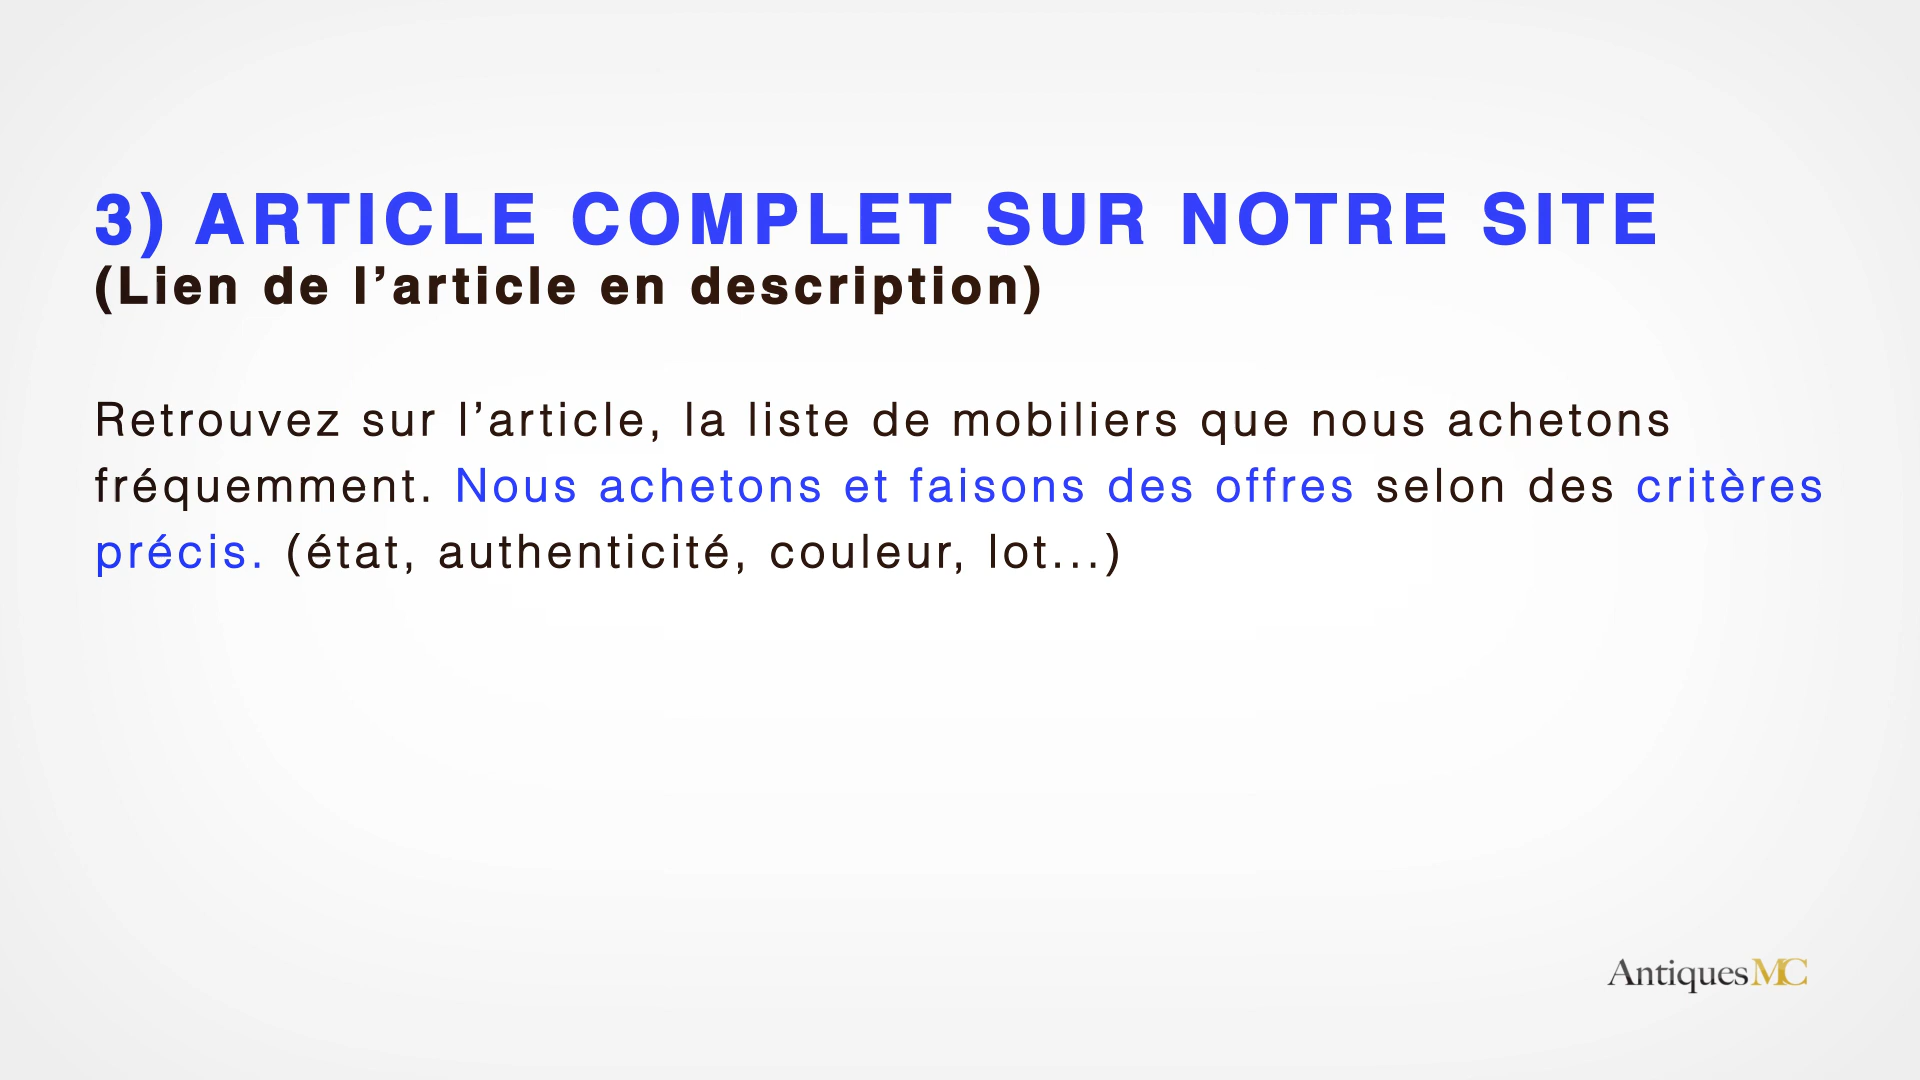 3) ARTICLE COMPLET SUR NOTRE SITE
(Lien de l’article en description)
Retrouvez sur l’article, la liste de mobiliers que nous achetons
fréquemment. Nous achetons et faisons des offres selon des critères
précis. (état, authenticité, couleur, lot...)
AntiquesMC